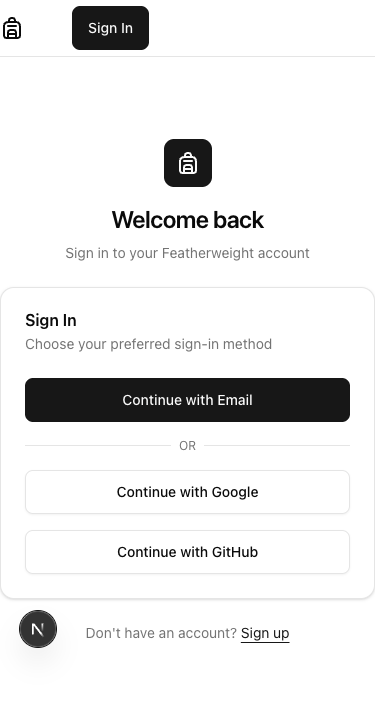 Sign In
Welcome back
Sign in to your Featherweight account
Sign In
Choose your preferred sign-in method
Continue with Email
OR
Continue with Google
Continue with GitHub
N
Don't have an account? Sign up